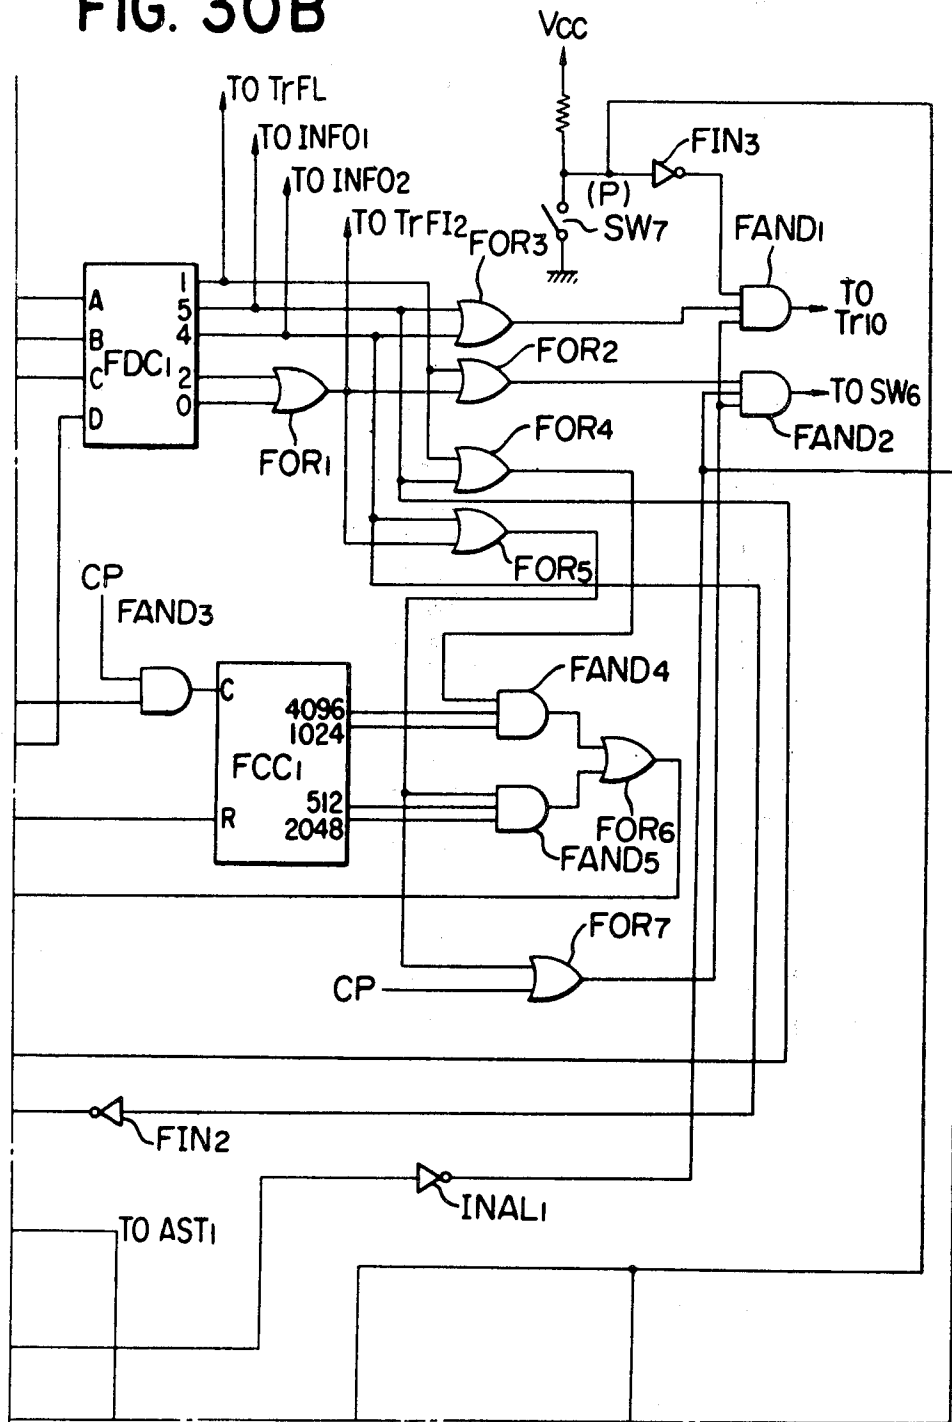 FIG. 30B
VCC
TO TrFL
TO INFO1
TO INFO2
TO TrFI2
FOR3
(P)
SW7
FIN3
FAND1
TO
Tr10
A
B
C
D
FDC1
1
5
4
2
0
FOR1
FOR2
TO SW6
FAND2
FOR4
FOR5
CP
FAND3
C
4096
1024
FCC1
512
2048
R
FAND4
FOR6
FAND5
FOR7
CP
FIN2
INAL1
TO AST1